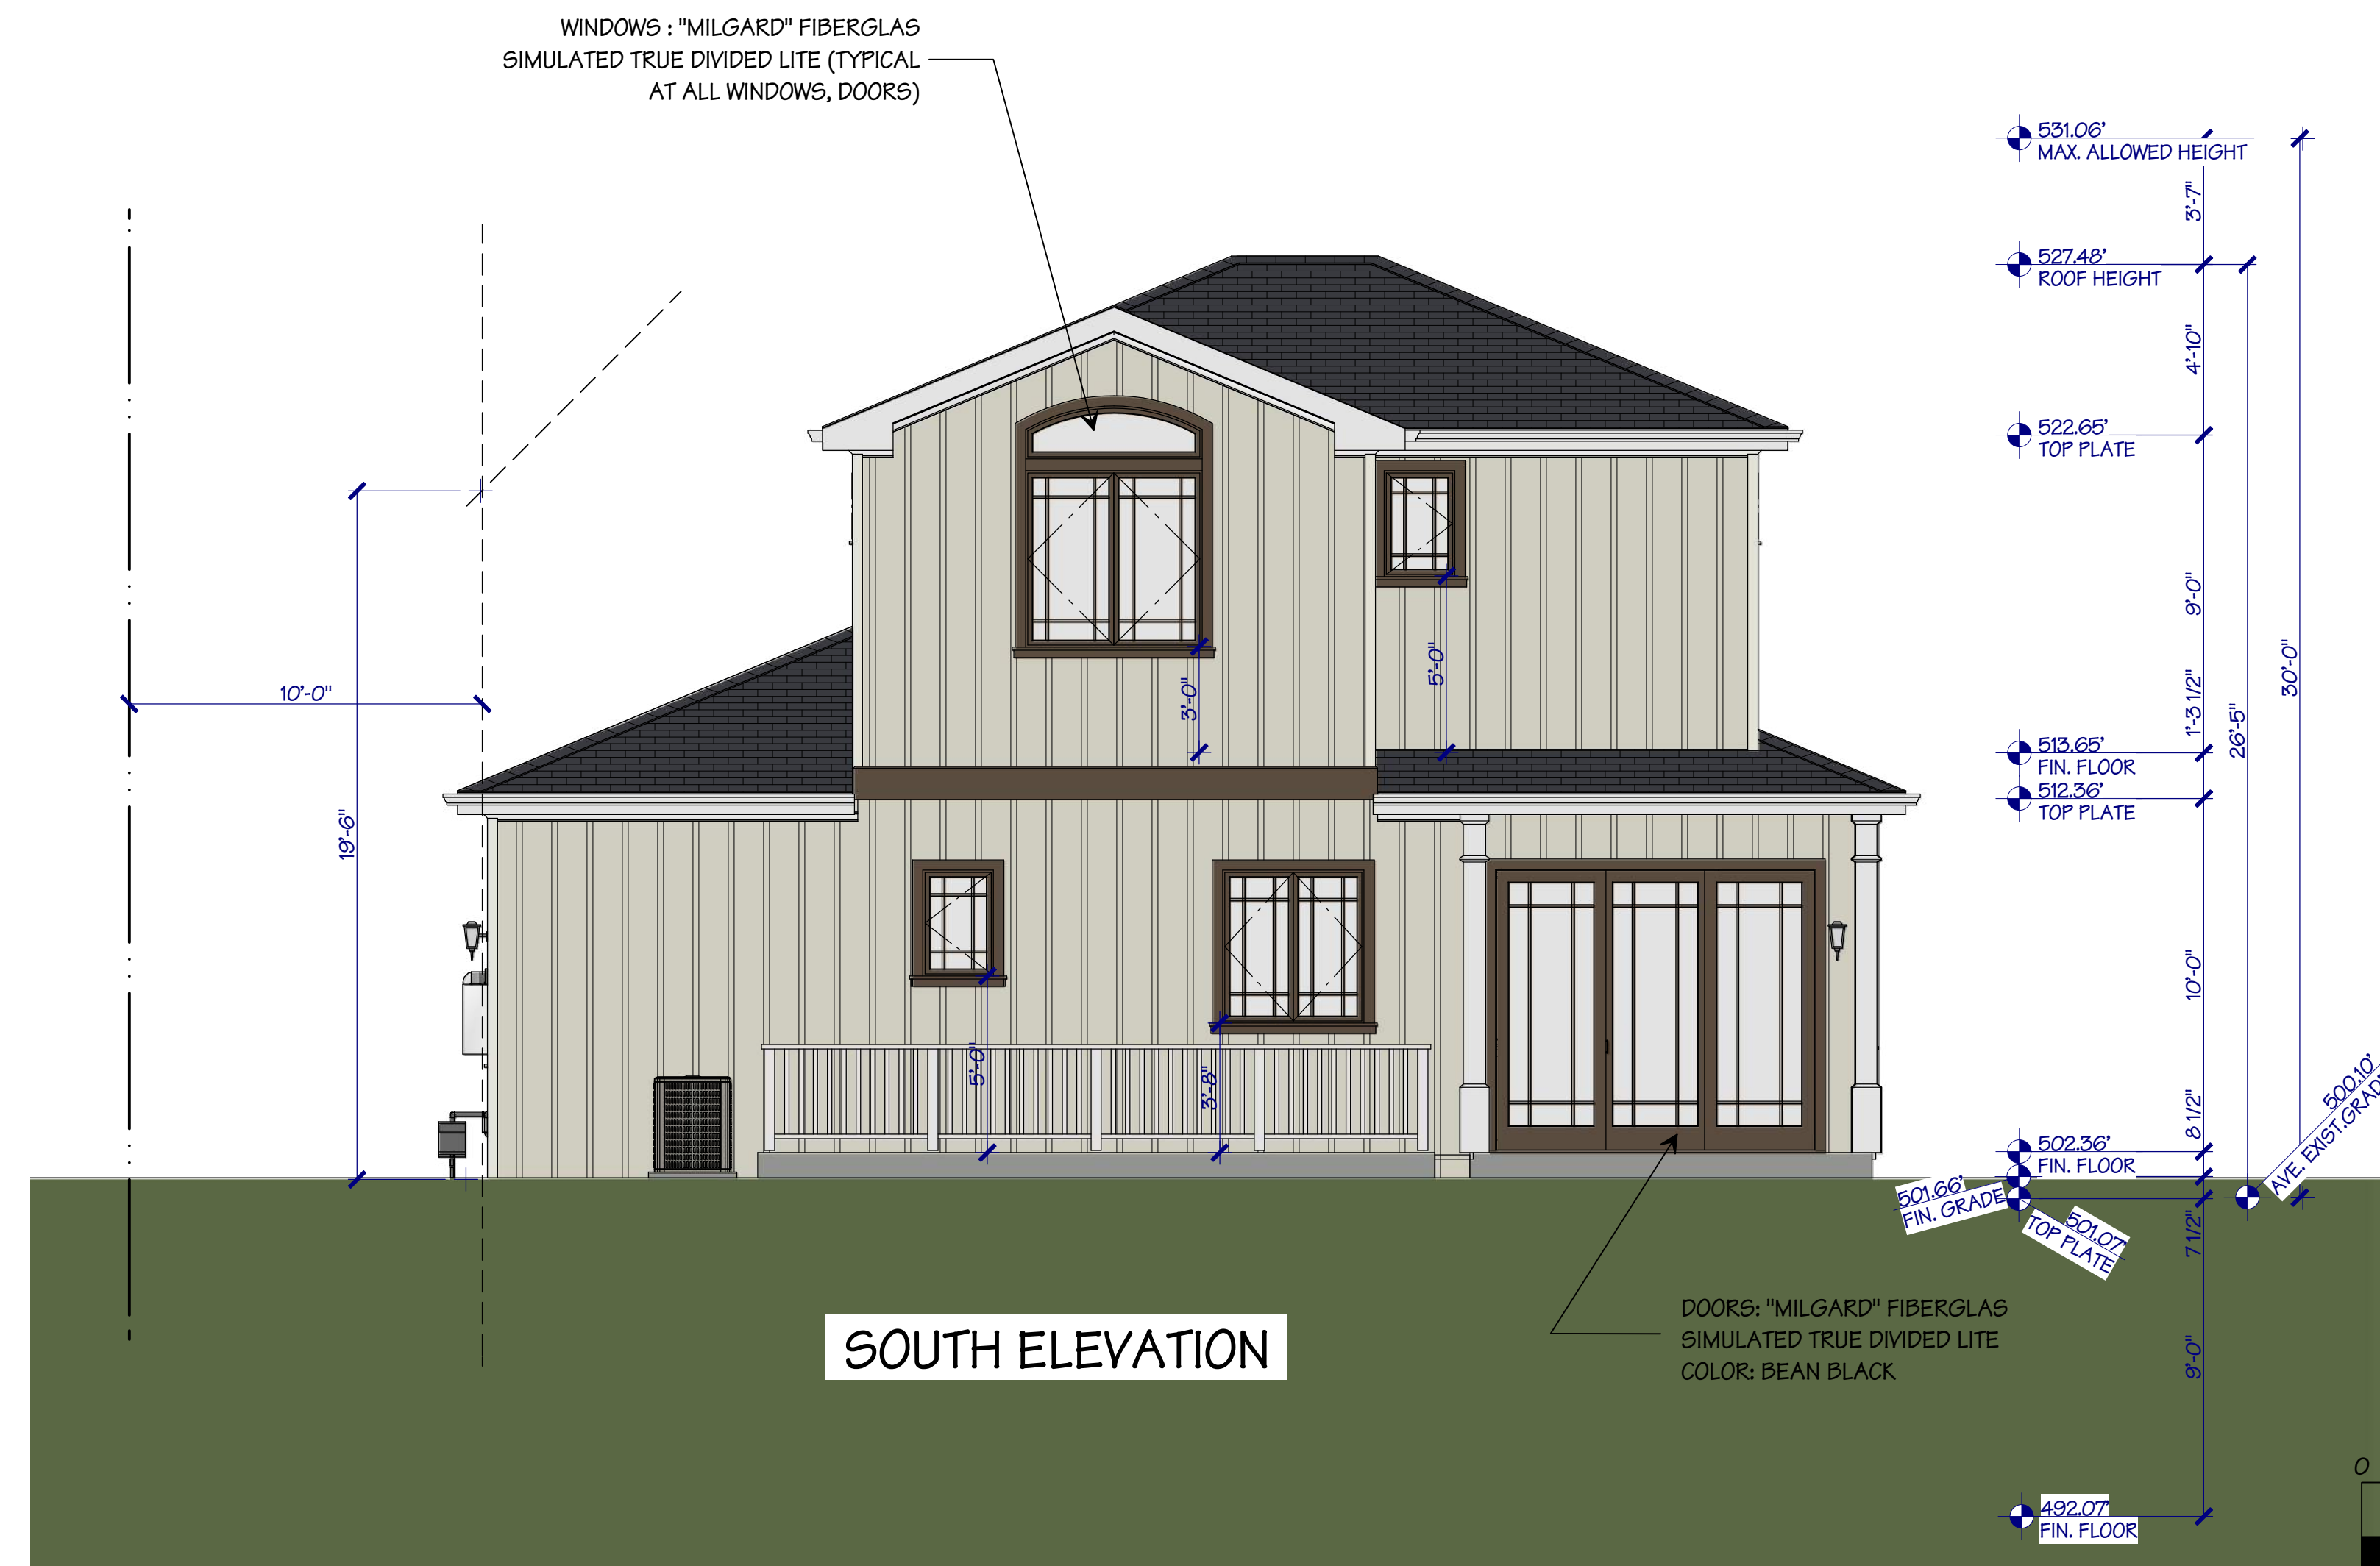 WINDOWS : "MILGARD" FIBERGLAS
SIMULATED TRUE DIVIDED LITE (TYPICAL
AT ALL WINDOWS, DOORS)
531.06'
MAX. ALLOWED HEIGHT
3'-7"
527.48'
ROOF HEIGHT
4'-10"
522.65'
TOP PLATE
9'-0"
5'-0"
3'-0"
30'-0"
10'-0"
1'-3 1/2"
26'-5"
513.65'
FIN. FLOOR
512.36'
TOP PLATE
19'-6"
10'-0"
5'-0"
3'-8"
8 1/2"
500.10'
AVE. EXIST.
502.36'
FIN. FLOOR
501.66'
FIN. GRADE
501.07'
TOP PLATE
7 1/2"
SOUTH ELEVATION
DOORS: "MILGARD" FIBERGLAS
SIMULATED TRUE DIVIDED LITE
COLOR: BEAN BLACK
9'-0"
0
492.07'
FIN. FLOOR